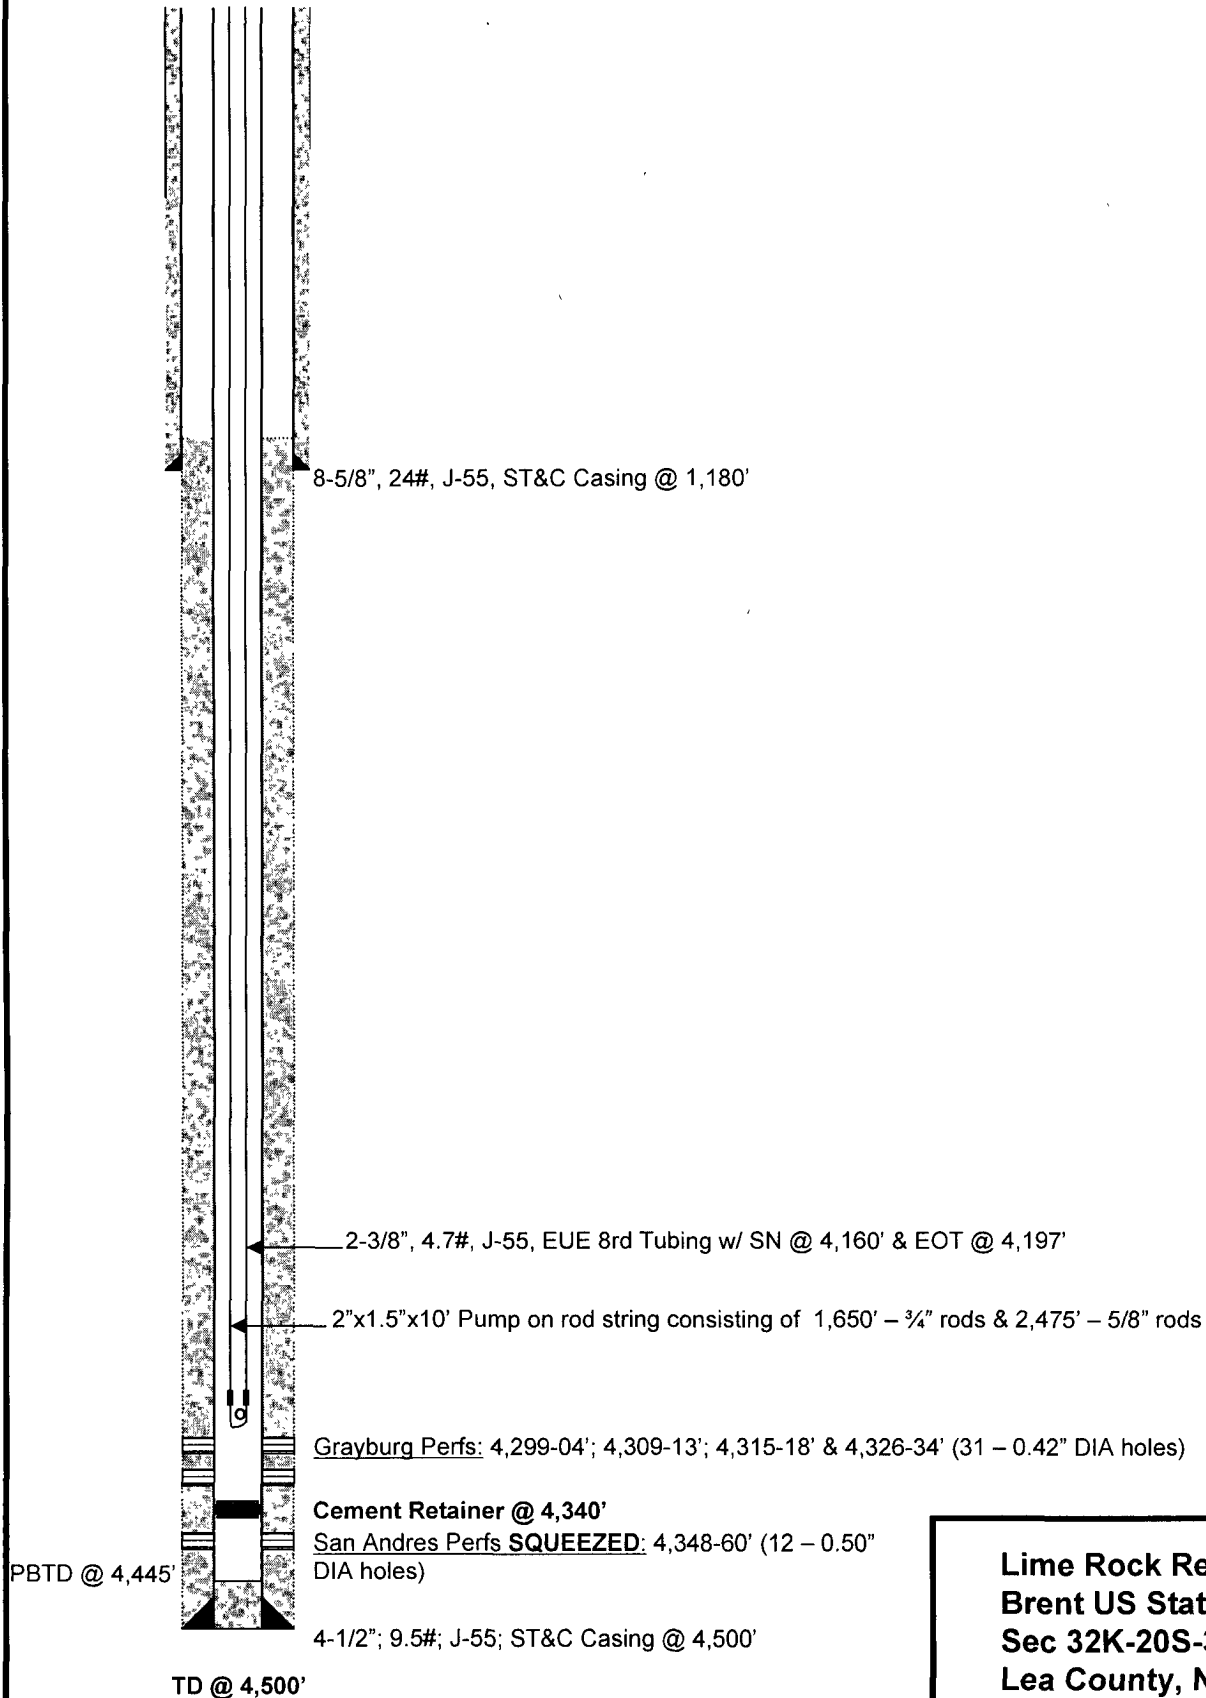 8-5/8", 24#, J-55, ST&C Casing @ 1,180'
2-3/8", 4.7#, J-55, EUE 8rd Tubing w/ SN @ 4,160' & EOT @ 4,197'
2"x1.5"x10' Pump on rod string consisting of 1,650' – ¾" rods & 2,475' – 5/8" rods
Grayburg Perfs: 4,299-04'; 4,309-13'; 4,315-18' & 4,326-34' (31 – 0.42" DIA holes)
Cement Retainer @ 4,340'
San Andres Perfs SQUEEZED: 4,348-60' (12 – 0.50"
DIA holes)
PBTD @ 4,445'
4-1/2"; 9.5#; J-55; ST&C Casing @ 4,500'
TD @ 4,500'
Lime Rock Re
Brent US Stat
Sec 32K-20S-
Lea County, N